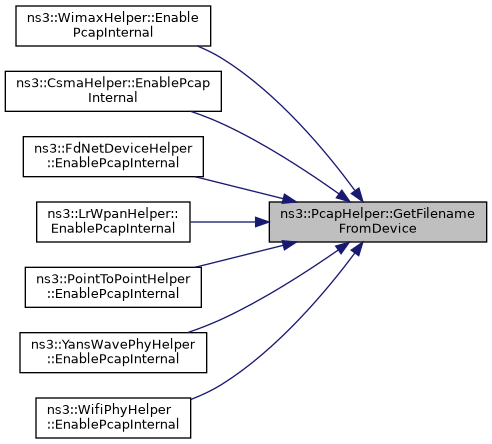 ns3::WimaxHelper::Enable
PcapInternal
ns3::CsmaHelper::EnablePcap
Internal
ns3::FdNetDeviceHelper
::EnablePcapInternal
ns3::LrWpanHelper::
EnablePcapInternal
ns3::PcapHelper::GetFilename
FromDevice
ns3::PointToPointHelper
::EnablePcapInternal
ns3::YansWavePhyHelper
::EnablePcapInternal
ns3::WifiPhyHelper
::EnablePcapInternal